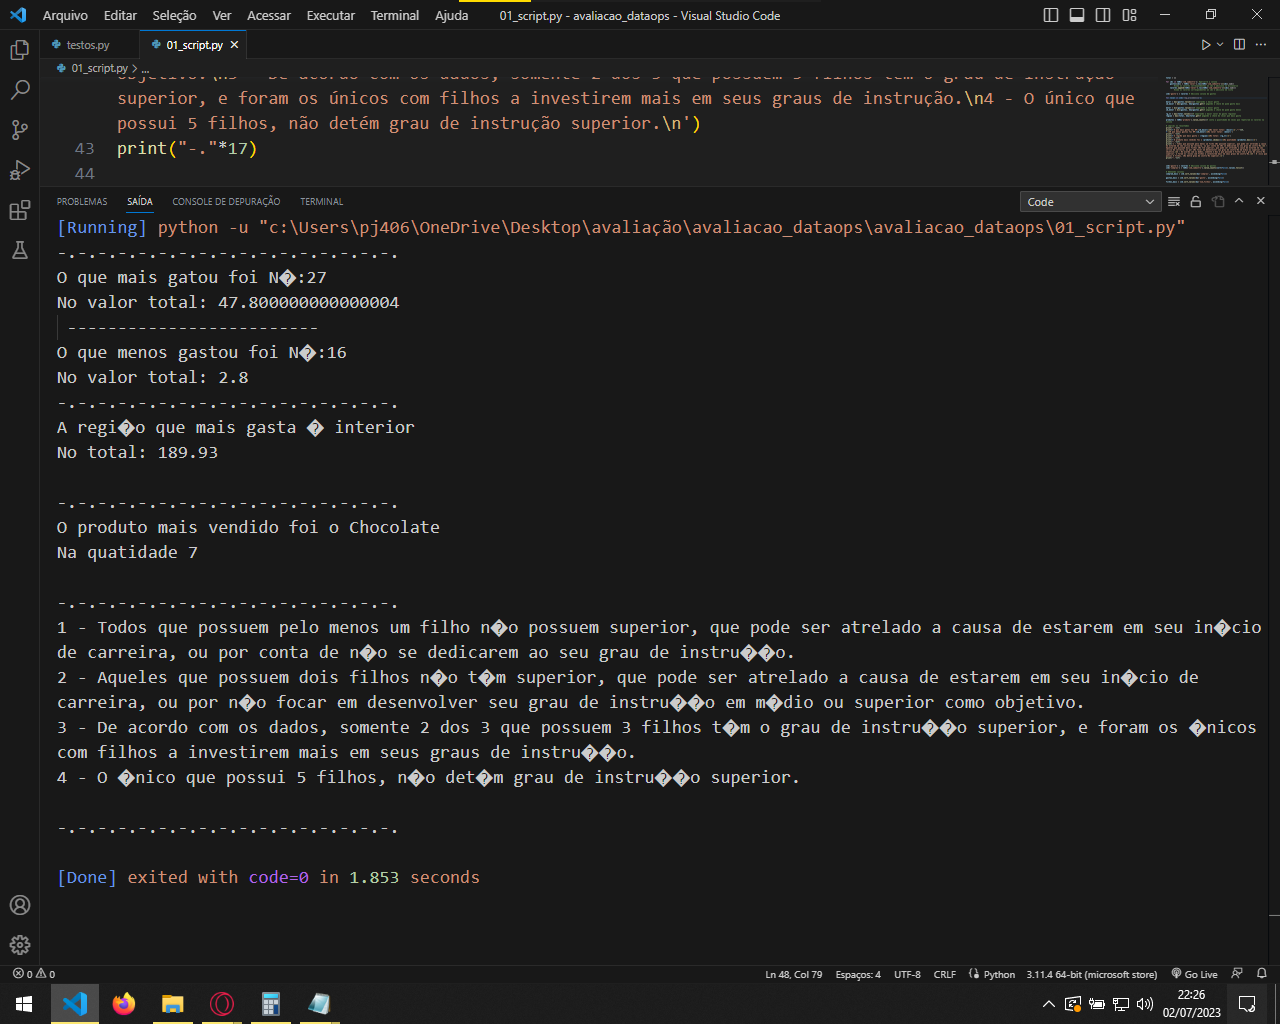 Arquivo Editar Seleção Ver Acessar Executar Terminal Ajuda 01_script.py - avaliacao_dataops - Visual Studio Code
testos.py 01_script.py
01_script.py > ...
superior, e foram os únicos com filhos a investirem mais em seus graus de instrução.\n4 - O único que
possui 5 filhos, não detém grau de instrução superior.\n')
43 print("-."*17)
44
PROBLEMAS SAÍDA CONSOLE DE DEPURAÇÃO TERMINAL Code
[Running] python -u "c:\Users\pj406\OneDrive\Desktop\avaliação\avaliacao_dataops\avaliacao_dataops\01_script.py"
-.-.-.-.-.-.-.-.-.-.-.-.-.-.-.-.-.
O que mais gatou foi N�:27
No valor total: 47.800000000000004
-------------------------
O que menos gastou foi N�:16
No valor total: 2.8
-.-.-.-.-.-.-.-.-.-.-.-.-.-.-.-.-.
A regi�o que mais gasta � interior
No total: 189.93
-.-.-.-.-.-.-.-.-.-.-.-.-.-.-.-.-.
O produto mais vendido foi o Chocolate
Na quatidade 7
-.-.-.-.-.-.-.-.-.-.-.-.-.-.-.-.-.
1 - Todos que possuem pelo menos um filho n�o possuem superior, que pode ser atrelado a causa de estarem em seu in�cio
de carreira, ou por conta de n�o se dedicarem ao seu grau de instru��o.
2 - Aqueles que possuem dois filhos n�o t�m superior, que pode ser atrelado a causa de estarem em seu in�cio de
carreira, ou por n�o focar em desenvolver seu grau de instru��o em m�dio ou superior como objetivo.
3 - De acordo com os dados, somente 2 dos 3 que possuem 3 filhos t�m o grau de instru��o superior, e foram os �nicos
com filhos a investirem mais em seus graus de instru��o.
4 - O �nico que possui 5 filhos, n�o det�m grau de instru��o superior.
-.-.-.-.-.-.-.-.-.-.-.-.-.-.-.-.-.
[Done] exited with code=0 in 1.853 seconds
0 0 Ln 48, Col 79 Espaços: 4 UTF-8 CRLF Python 3.11.4 64-bit (microsoft store) Go Live
22:26
02/07/2023